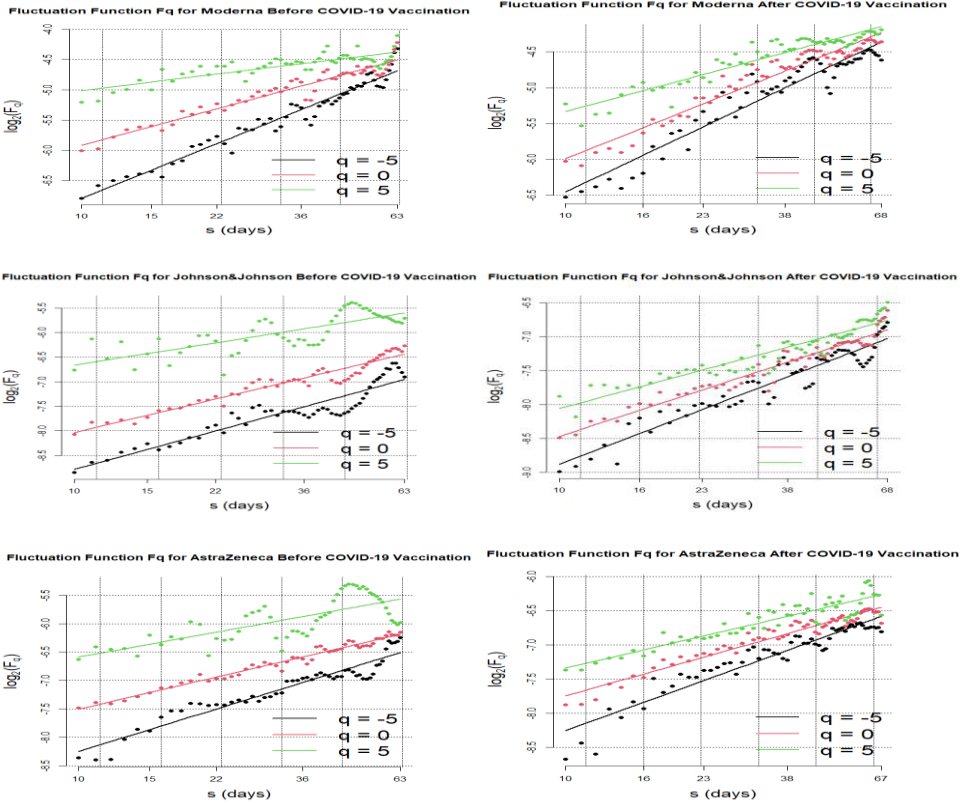 Fluctuation Function Fq for Moderna Before COVID-19 Vaccination
log2(Fq)
-4.0
-4.5
-5.0
-5.5
-6.0
-6.5
q = -5
q = 0
q = 5
10 15 22 36 63
s (days)
Fluctuation Function Fq for Moderna After COVID-19 Vaccination
log2(Fq)
-4.5
-5.0
-5.5
-6.0
-6.5
q = -5
q = 0
q = 5
10 16 23 38 68
s (days)
Fluctuation Function Fq for Johnson&Johnson Before COVID-19 Vaccination
log2(Fq)
-5.5
-6.0
-6.5
-7.0
-7.5
-8.0
-8.5
q = -5
q = 0
q = 5
10 15 22 36 63
s (days)
Fluctuation Function Fq for Johnson&Johnson After COVID-19 Vaccination
log2(Fq)
-6.5
-7.0
-7.5
-8.0
-8.5
-9.0
q = -5
q = 0
q = 5
10 16 23 38 68
s (days)
Fluctuation Function Fq for AstraZeneca Before COVID-19 Vaccination
log2(Fq)
-5.5
-6.0
-6.5
-7.0
-7.5
-8.0
-8.5
q = -5
q = 0
q = 5
10 15 22 36 63
s (days)
Fluctuation Function Fq for AstraZeneca After COVID-19 Vaccination
log2(Fq)
-6.0
-6.5
-7.0
-7.5
-8.0
-8.5
q = -5
q = 0
q = 5
10 16 23 38 67
s (days)